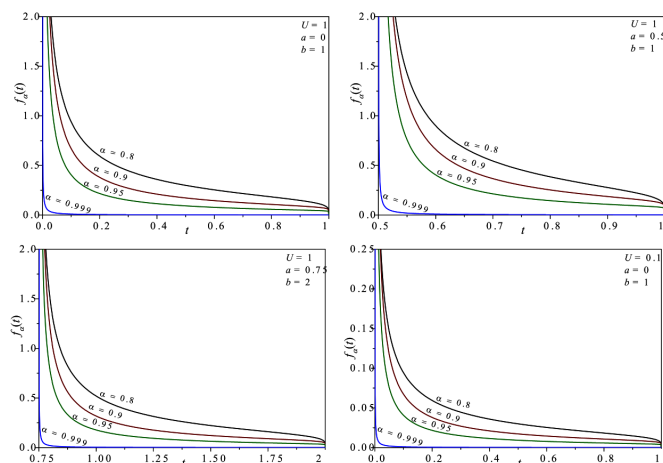 2.0
1.5
1.0
0.5
0.0
f_α(t)
U = 1
a = 0
b = 1
α = 0.8
α = 0.9
α = 0.95
α = 0.999
0.0 0.2 0.4 0.6 0.8 1
t
2.0
1.5
1.0
0.5
0.0
f_α(t)
U = 1
a = 0.5
b = 1
α = 0.8
α = 0.9
α = 0.95
α = 0.999
0.5 0.6 0.7 0.8 0.9 1
t
2.0
1.5
1.0
0.5
0.0
f_α(t)
U = 1
a = 0.75
b = 2
α = 0.8
α = 0.9
α = 0.95
α = 0.999
0.75 1.00 1.25 1.50 1.75 2
t
0.25
0.20
0.15
0.10
0.05
0.00
f_α(t)
U = 0.1
a = 0
b = 1
α = 0.8
α = 0.9
α = 0.95
α = 0.999
0.0 0.2 0.4 0.6 0.8 1
t